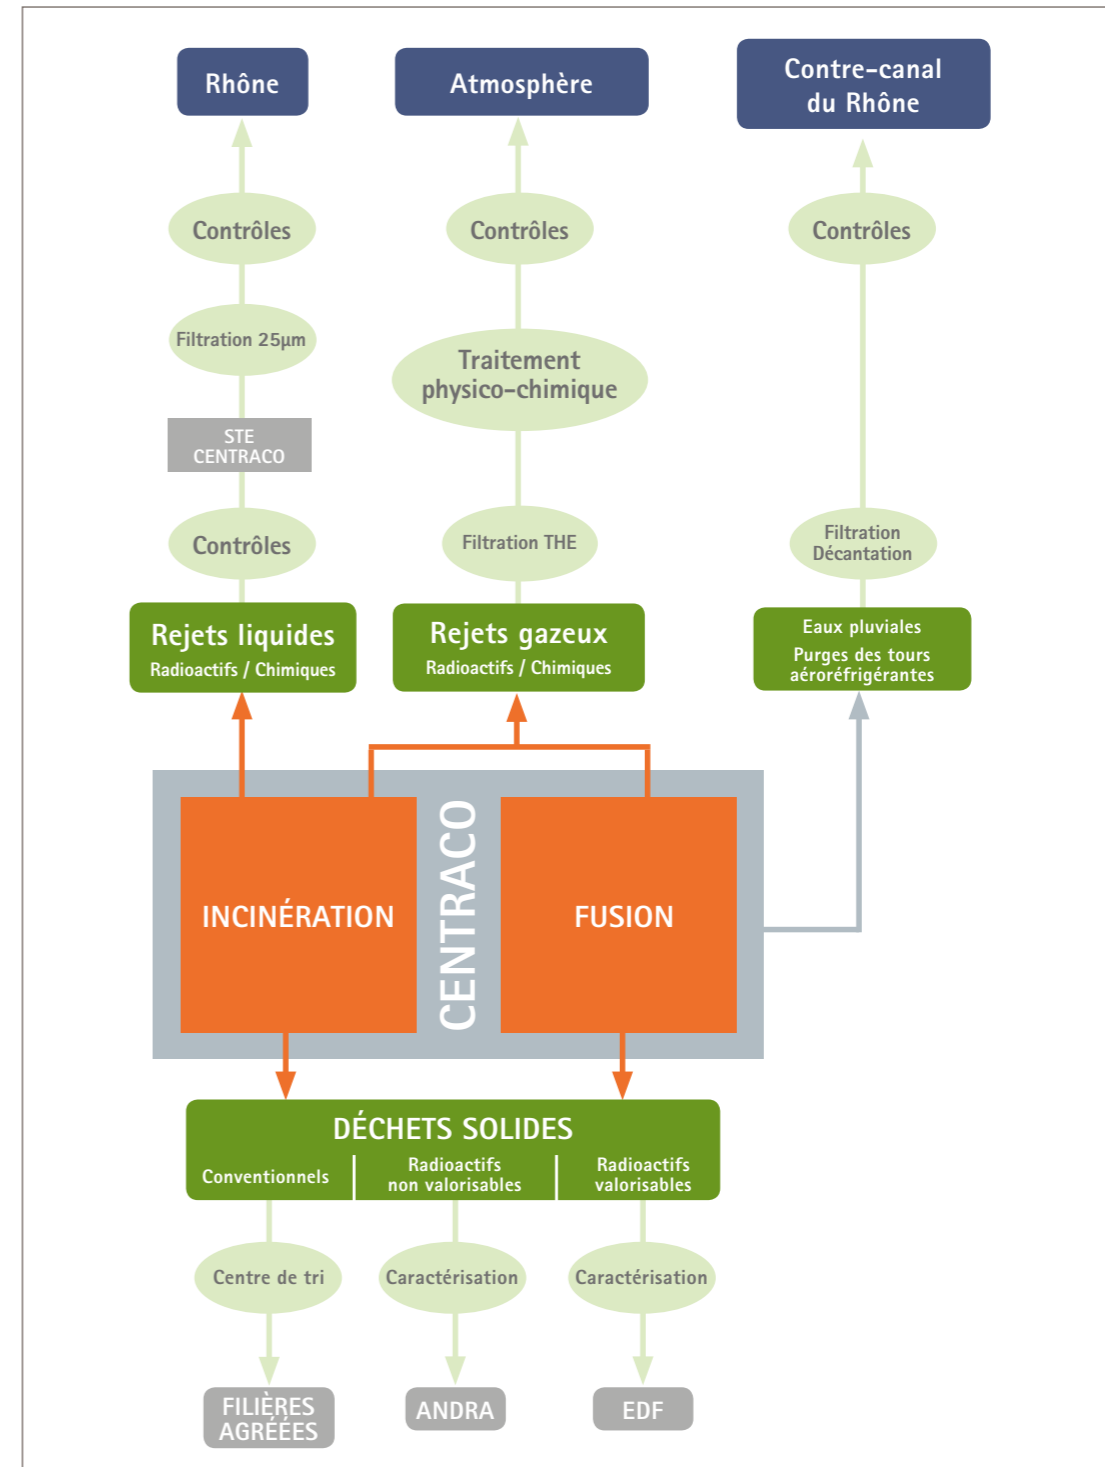 Rhône
Atmosphère
Contre-canal
du Rhône
Contrôles
Contrôles
Contrôles
Filtration 25µm
Traitement
physico-chimique
STE
CENTRACO
Contrôles
Filtration THE
Filtration
Décantation
Rejets liquides
Radioactifs / Chimiques
Rejets gazeux
Radioactifs / Chimiques
Eaux pluviales
Purges des tours
aéroréfrigérantes
INCINÉRATION
CENTRACO
FUSION
DÉCHETS SOLIDES
Conventionnels
Radioactifs
non valorisables
Radioactifs
valorisables
Centre de tri
Caractérisation
Caractérisation
FILIÈRES
AGRÉÉES
ANDRA
EDF